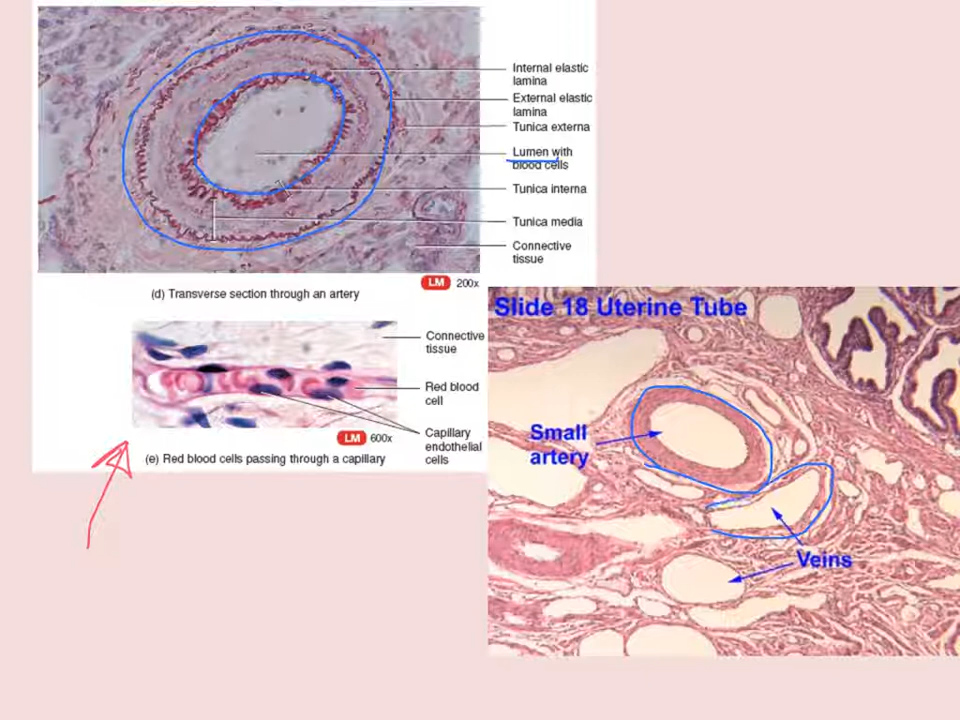 Internal elastic
lamina
External elastic
lamina
Tunica externa
Lumen with
blood cells
Tunica interna
Tunica media
Connective
tissue
LM 200x
(d) Transverse section through an artery
Connective
tissue
Red blood
cell
Capillary
endothelial
cells
LM 600x
(e) Red blood cells passing through a capillary
Slide 18 Uterine Tube
Small
artery
Veins